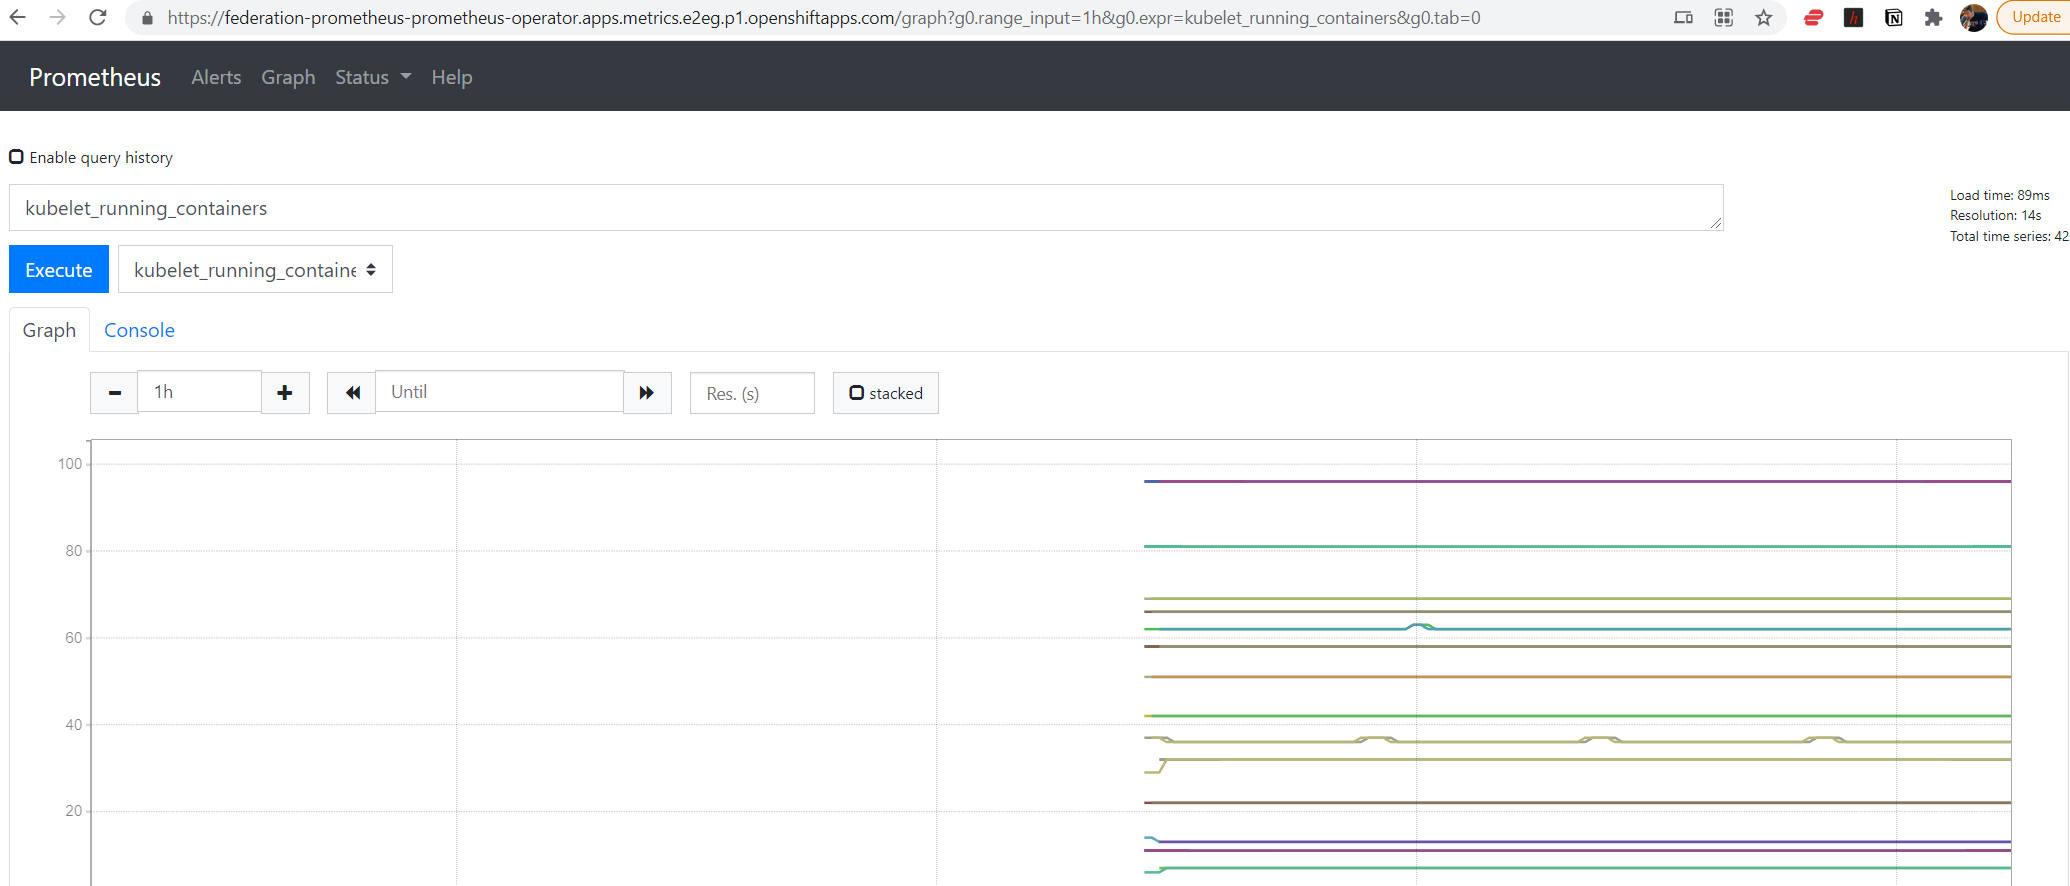 https://federation-prometheus-prometheus-operator.apps.metrics.e2eg.p1.openshiftapps.com/graph?g0.range_input=1h&g0.expr=kubelet_running_containers&g0.tab=0
Update
Prometheus Alerts Graph Status Help
Enable query history
kubelet_running_containers
Load time: 89ms
Resolution: 14s
Total time series: 42
Execute
kubelet_running_containe
Graph Console
1h Until Res. (s) stacked
100
80
60
40
20